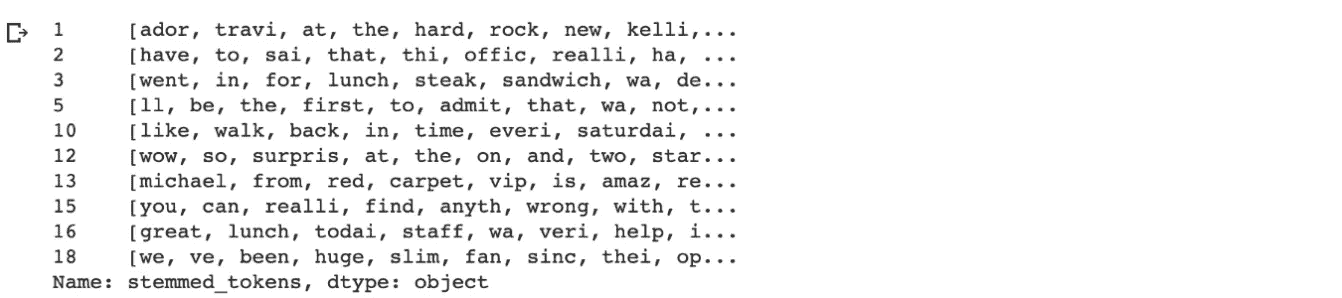 1 [ador, travi, at, the, hard, rock, new, kelli,...
2 [have, to, sai, that, thi, offic, realli, ha, ...
3 [went, in, for, lunch, steak, sandwich, wa, de...
5 [ll, be, the, first, to, admit, that, wa, not,...
10 [like, walk, back, in, time, everi, saturdai, ...
12 [wow, so, surpris, at, the, on, and, two, star...
13 [michael, from, red, carpet, vip, is, amaz, re...
15 [you, can, realli, find, anyth, wrong, with, t...
16 [great, lunch, todai, staff, wa, veri, help, i...
18 [we, ve, been, huge, slim, fan, sinc, thei, op...
Name: stemmed_tokens, dtype: object